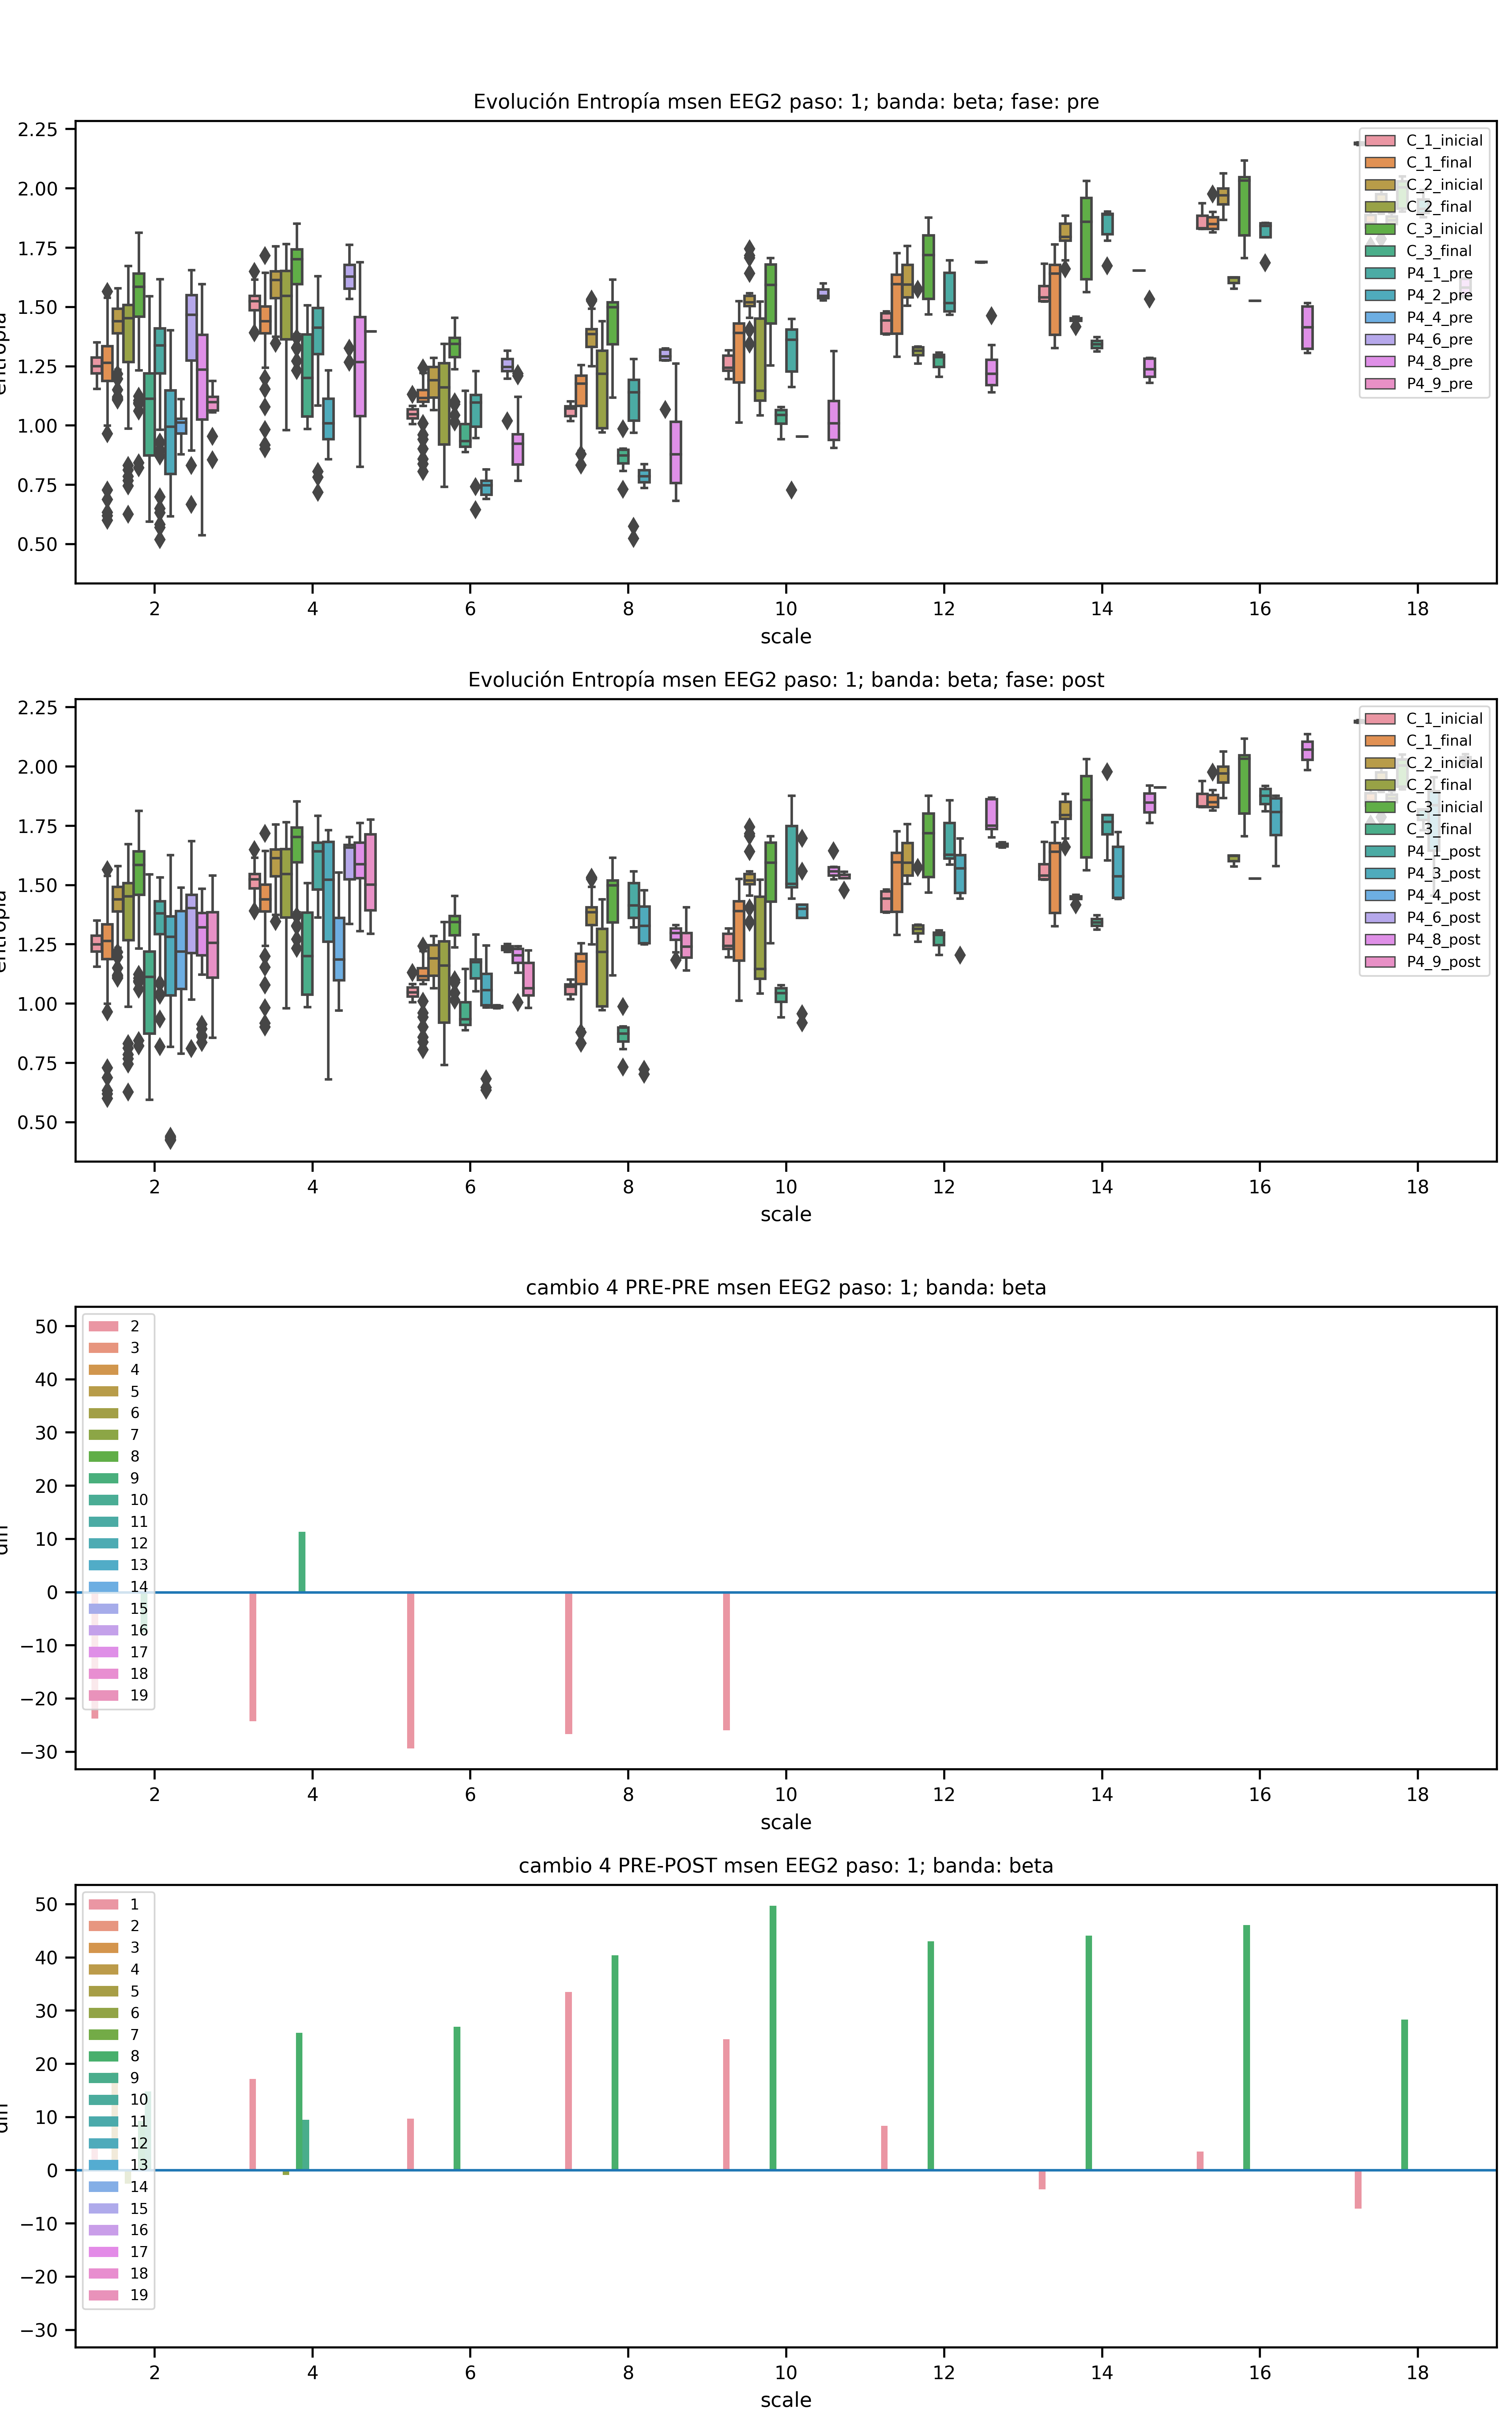 Evolución Entropía msen EEG2 paso: 1; banda: beta; fase: pre
2.25
2.00
1.75
1.50
1.25
1.00
0.75
0.50
C_1_inicial
C_1_final
C_2_inicial
C_2_final
C_3_inicial
C_3_final
P4_1_pre
P4_2_pre
P4_4_pre
P4_6_pre
P4_8_pre
P4_9_pre
2 4 6 8 10 12 14 16 18
scale
Evolución Entropía msen EEG2 paso: 1; banda: beta; fase: post
2.25
2.00
1.75
1.50
1.25
1.00
0.75
0.50
C_1_inicial
C_1_final
C_2_inicial
C_2_final
C_3_inicial
C_3_final
P4_1_post
P4_3_post
P4_4_post
P4_6_post
P4_8_post
P4_9_post
2 4 6 8 10 12 14 16 18
scale
cambio 4 PRE-PRE msen EEG2 paso: 1; banda: beta
50
40
30
20
10
0
−10
−20
−30
2
3
4
5
6
7
8
9
10
11
12
13
14
15
16
17
18
19
2 4 6 8 10 12 14 16 18
scale
cambio 4 PRE-POST msen EEG2 paso: 1; banda: beta
50
40
30
20
10
0
−10
−20
−30
1
2
3
4
5
6
7
8
9
10
11
12
13
14
15
16
17
18
19
2 4 6 8 10 12 14 16 18
scale